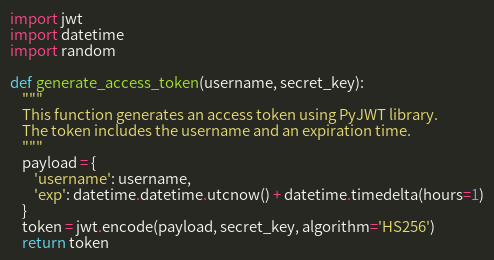 import jwt
import datetime
import random

def generate_access_token(username, secret_key):
    """
    This function generates an access token using PyJWT library.
    The token includes the username and an expiration time.
    """
    payload = {
        'username': username,
        'exp': datetime.datetime.utcnow() + datetime.timedelta(hours=1)
    }
    token = jwt.encode(payload, secret_key, algorithm='HS256')
    return token